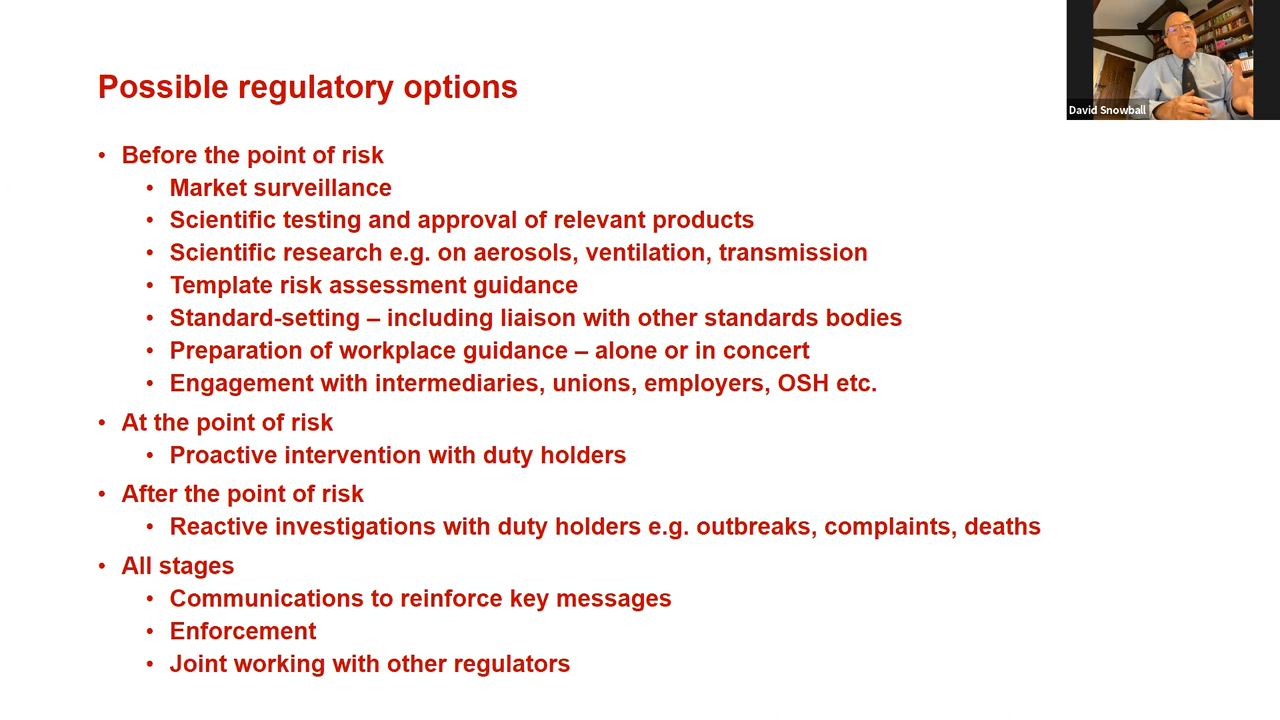 Possible regulatory options
David Snowball
• Before the point of risk
• Market surveillance
• Scientific testing and approval of relevant products
• Scientific research e.g. on aerosols, ventilation, transmission
• Template risk assessment guidance
• Standard-setting – including liaison with other standards bodies
• Preparation of workplace guidance – alone or in concert
• Engagement with intermediaries, unions, employers, OSH etc.
• At the point of risk
• Proactive intervention with duty holders
• After the point of risk
• Reactive investigations with duty holders e.g. outbreaks, complaints, deaths
• All stages
• Communications to reinforce key messages
• Enforcement
• Joint working with other regulators